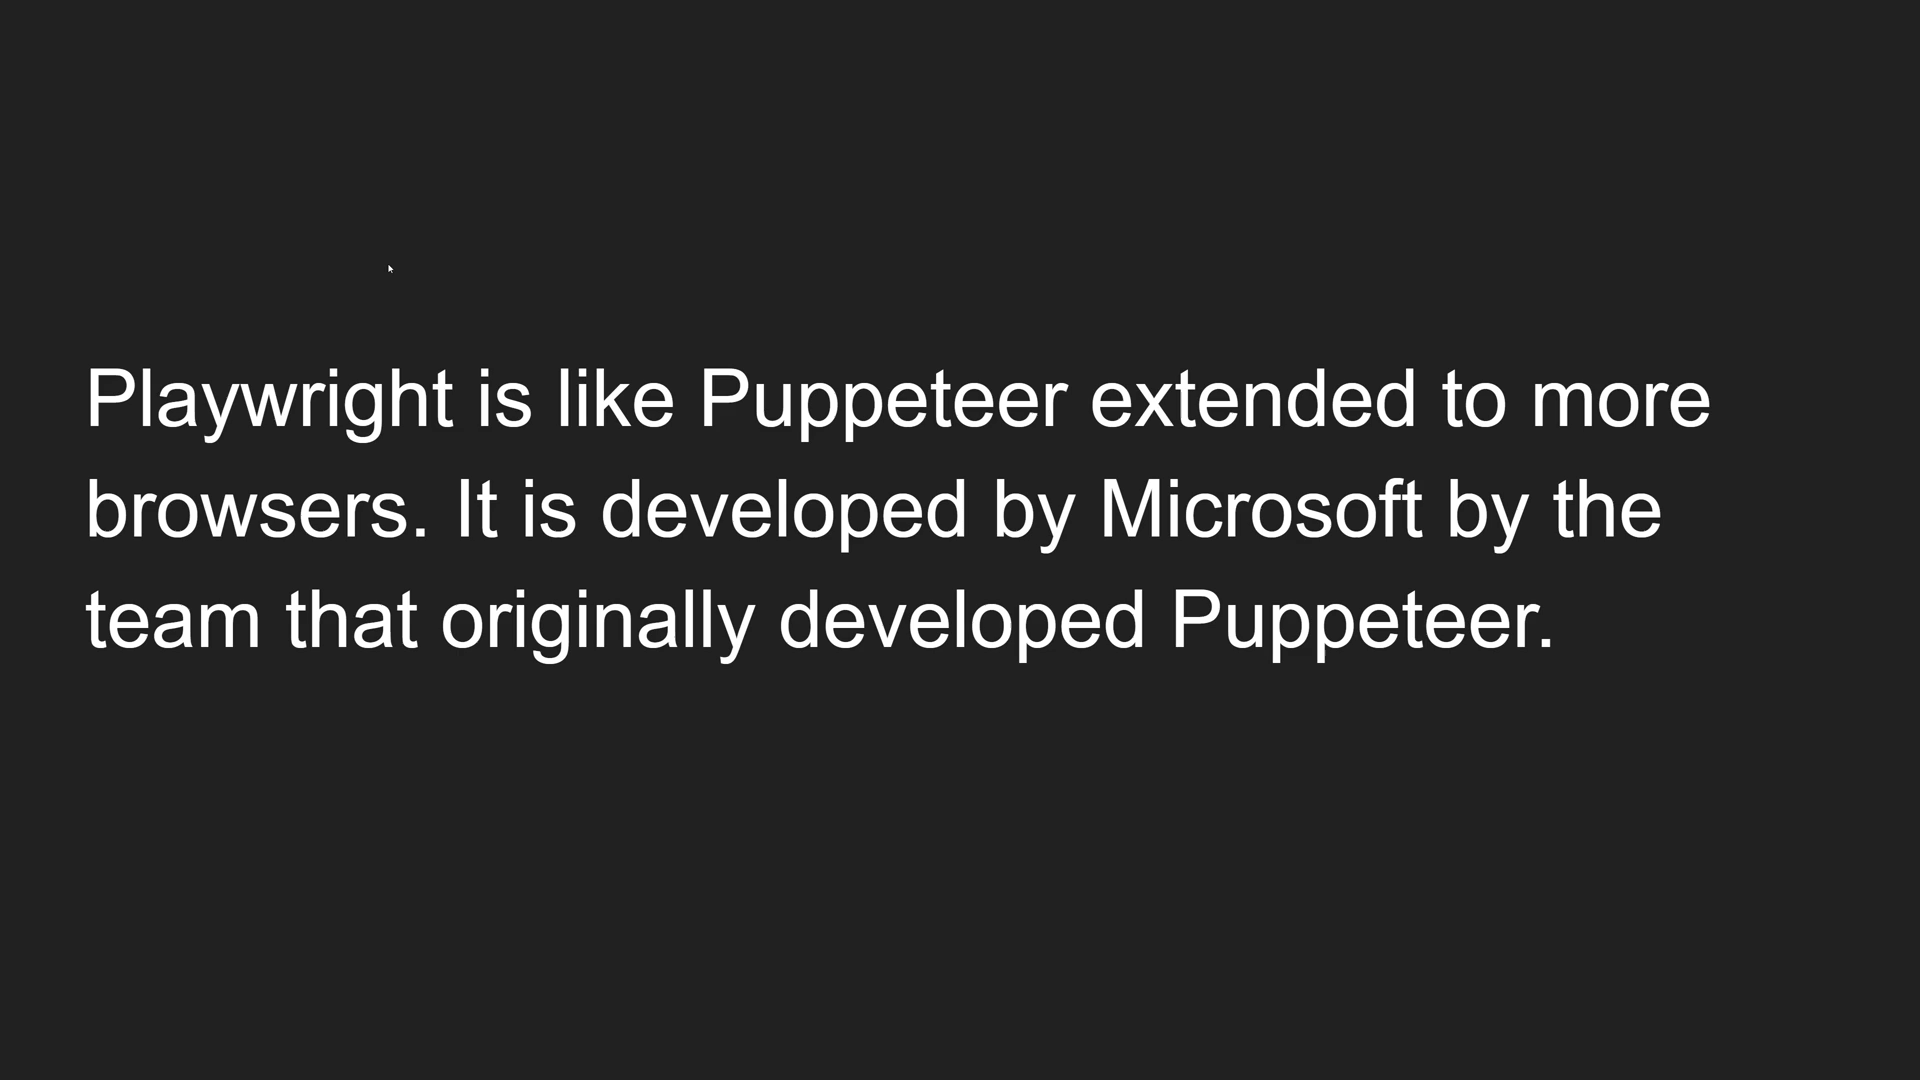 Playwright is like Puppeteer extended to more
browsers. It is developed by Microsoft by the
team that originally developed Puppeteer.